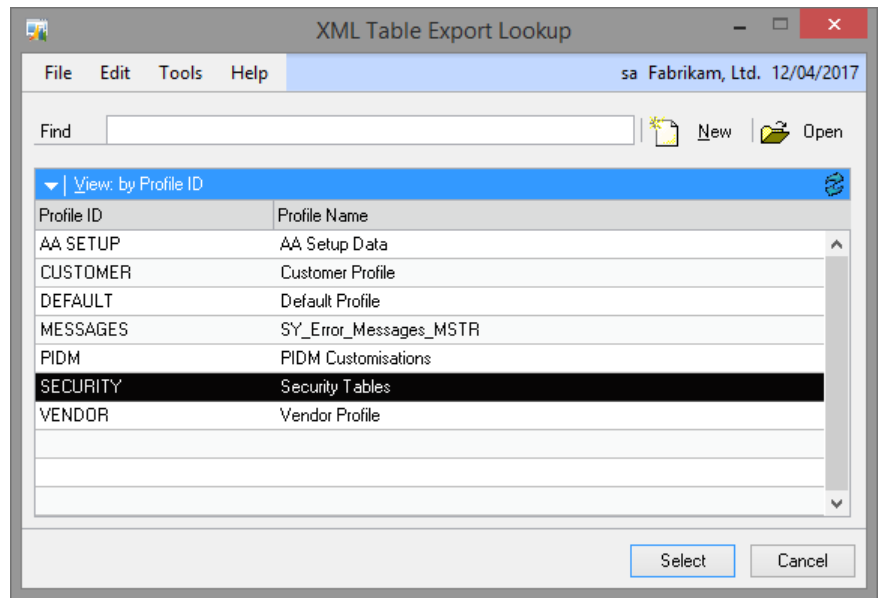 XML Table Export Lookup
File Edit Tools Help sa Fabrikam, Ltd. 12/04/2017
Find New Open
View: by Profile ID
Profile ID Profile Name
AA SETUP AA Setup Data
CUSTOMER Customer Profile
DEFAULT Default Profile
MESSAGES SY_Error_Messages_MSTR
PIDM PIDM Customisations
SECURITY Security Tables
VENDOR Vendor Profile
Select Cancel